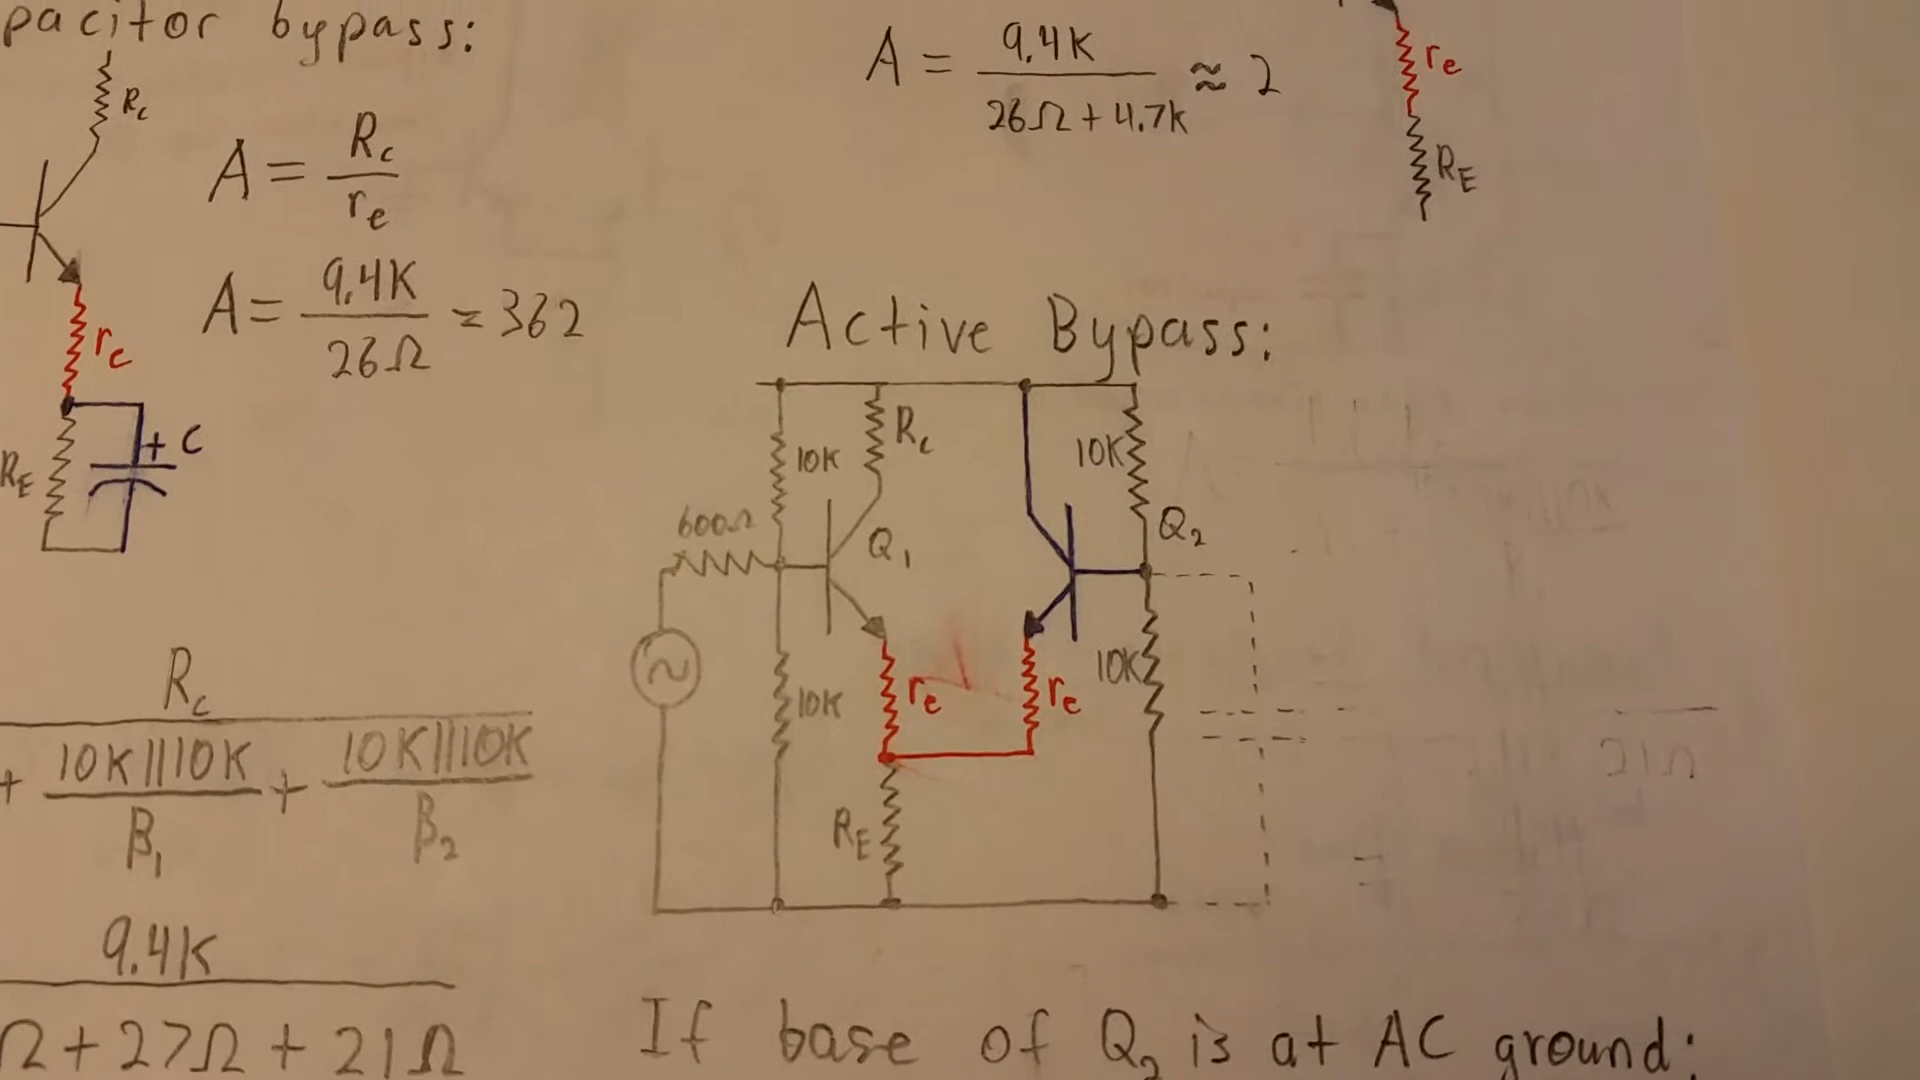 pacitor bypass:
Rc
A = Rc / re
A = 9.4K / 26Ω = 362
re
RE
+ C
A = 9.4K / 26Ω + 4.7K ≈ 2
re
RE
Active Bypass:
10K
Rc
10K
600Ω
Q1
Q2
~
10K
re
re
10K
RE
Rc
+ 10K||10K / β1 + 10K||10K / β2
9.4K
Ω + 27Ω + 21Ω
If base of Q2 is at AC ground: